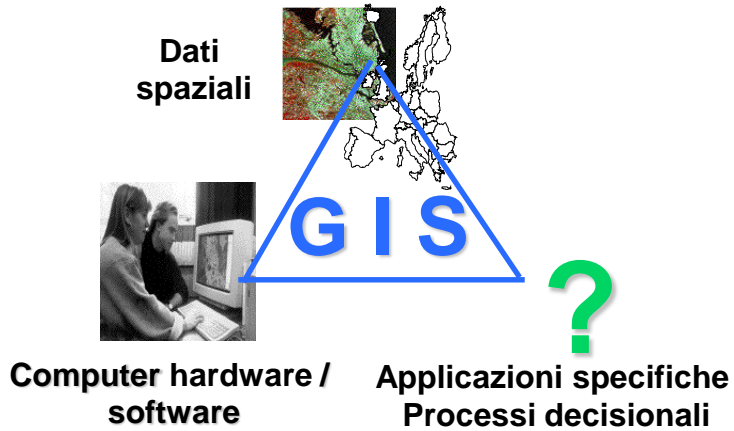 Dati
spaziali
G I S
?
Computer hardware /
software
Applicazioni specifiche
Processi decisionali